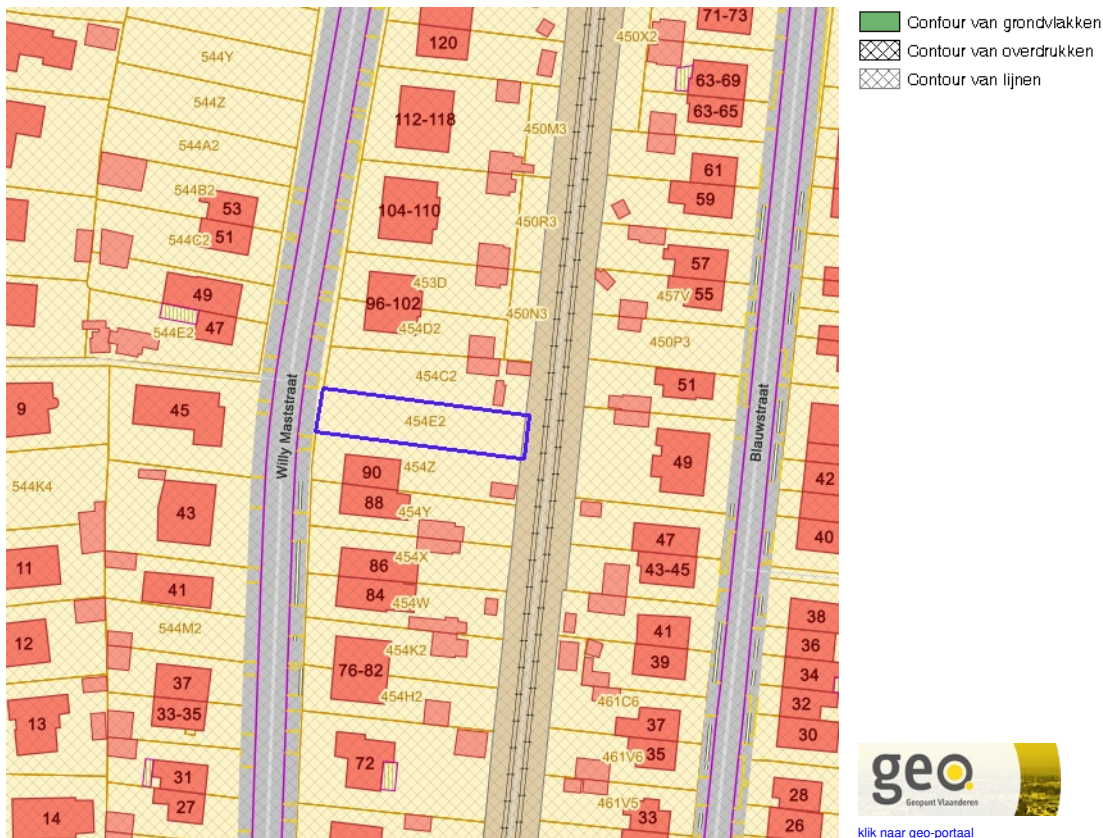 Contour van grondvlakken
Contour van overdrukken
Contour van lijnen
120
450X2
71-73
544Y
63-69
544Z
112-118
63-65
450M3
544A2
61
544B2
59
53
104-110
450R3
51
544C2
57
49
453D
55
457V
96-102
450N3
47
544E2
454D2
450P3
454C2
51
9
45
Willy Maststraat
454E2
Blauwstraat
90
454Z
49
42
544K4
88
43
454Y
47
40
86
454X
11
43-45
41
84
454W
38
544M2
41
12
36
454K2
39
76-82
34
37
454H2
461C6
32
33-35
13
37
30
72
35
461V6
31
28
27
461V5
14
33
26
geo
Geopunt Vlaanderen
klik naar geo-portaal